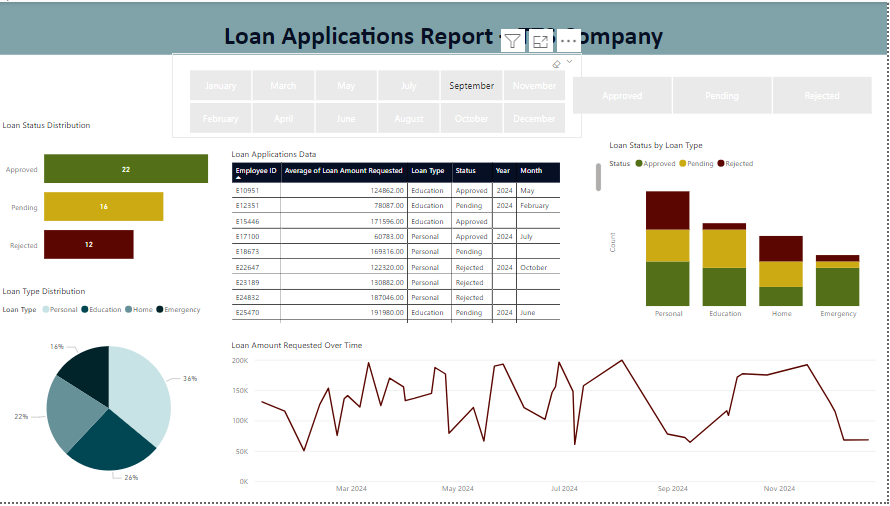 Loan Applications Report - ompany
January March May July September November
February April June August October December
Approved Pending Rejected
Loan Status Distribution
Approved 22
Pending 16
Rejected 12
Loan Applications Data
Employee ID Average of Loan Amount Requested Loan Type Status Year Month
E10951 124862.00 Education Approved 2024 May
E12351 78087.00 Education Pending 2024 February
E15446 171596.00 Education Approved
E17100 60783.00 Personal Approved 2024 July
E18673 169316.00 Personal Pending
E22647 122320.00 Personal Rejected 2024 October
E23189 130882.00 Personal Rejected
E24832 187046.00 Personal Rejected
E25470 191980.00 Education Pending 2024 June
Loan Status by Loan Type
Status Approved Pending Rejected
Count
Personal Education Home Emergency
Loan Type Distribution
Loan Type Personal Education Home Emergency
16%
36%
22%
26%
Loan Amount Requested Over Time
200K
150K
100K
50K
0K
Mar 2024 May 2024 Jul 2024 Sep 2024 Nov 2024